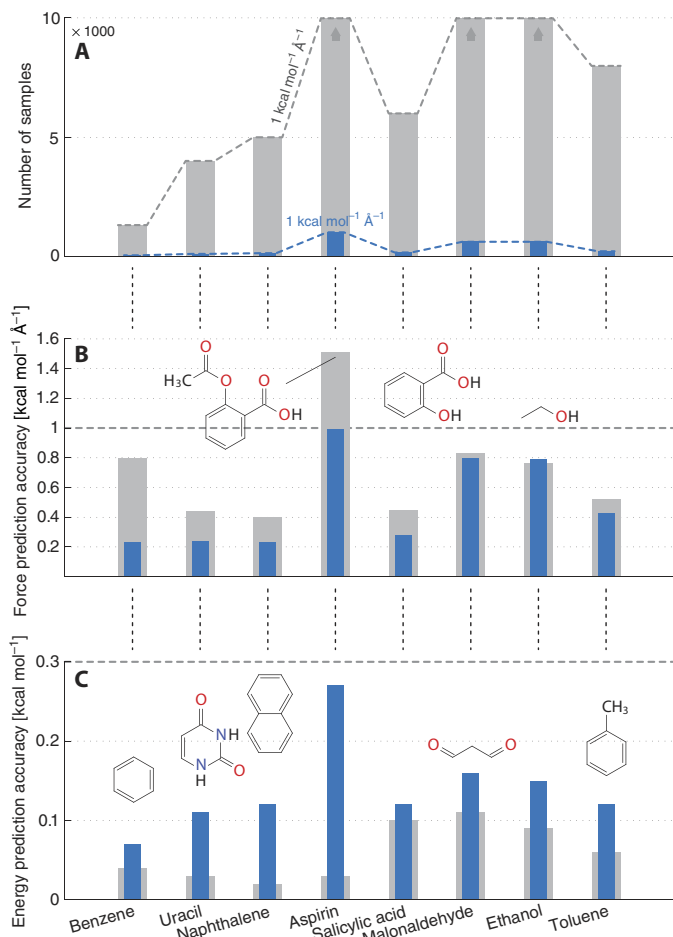 × 1000
A
10
5
0
Number of samples
1 kcal mol⁻¹ Å⁻¹
1 kcal mol⁻¹ Å⁻¹
B
1.6
1.4
1.2
1
0.8
0.6
0.4
0.2
Force prediction accuracy [kcal mol⁻¹ Å⁻¹]
O
H₃C
O
O
OH
O
OH
OH
OH
C
0.3
0.2
0.1
0
Energy prediction accuracy [kcal mol⁻¹]
O
NH
N
H
O
O
O
CH₃
Benzene
Uracil
Naphthalene
Aspirin
Salicylic acid
Malonaldehyde
Ethanol
Toluene